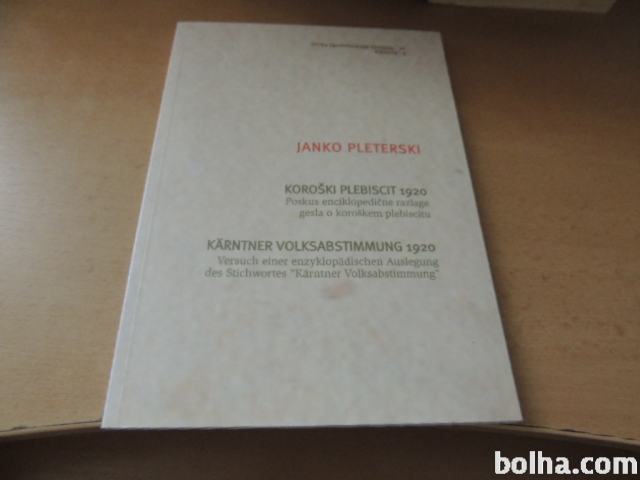 JANKO PLETERSKI
KOROŠKI PLEBISCIT 1920
Poskus enciklopedične razlage
gesla o koroškem plebiscitu
KÄRNTNER VOLKSABSTIMMUNG 1920
Versuch einer enzyklopädischen Auslegung
des Stichwortes "Kärntner Volksabstimmung"
bolha.com